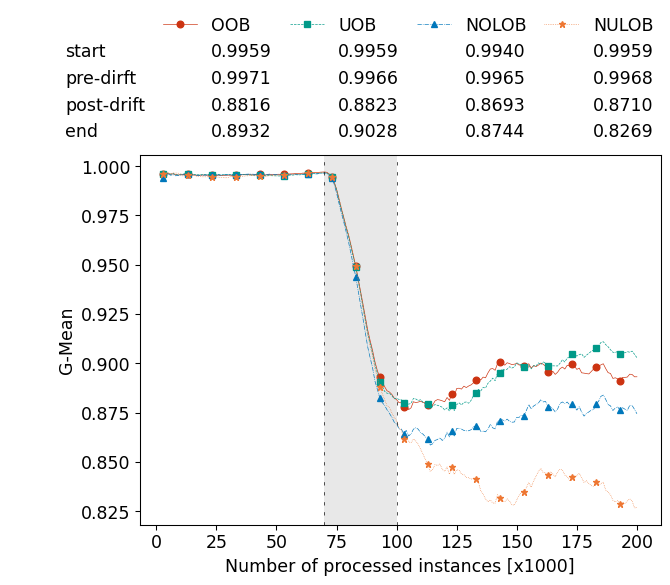 OOB UOB NOLOB NULOB
start 0.9959 0.9959 0.9940 0.9959
pre-dirft 0.9971 0.9966 0.9965 0.9968
post-drift 0.8816 0.8823 0.8693 0.8710
end 0.8932 0.9028 0.8744 0.8269
1.000
0.975
0.950
0.925
0.900
0.875
0.850
0.825
G-Mean
0 25 50 75 100 125 150 175 200
Number of processed instances [x1000]